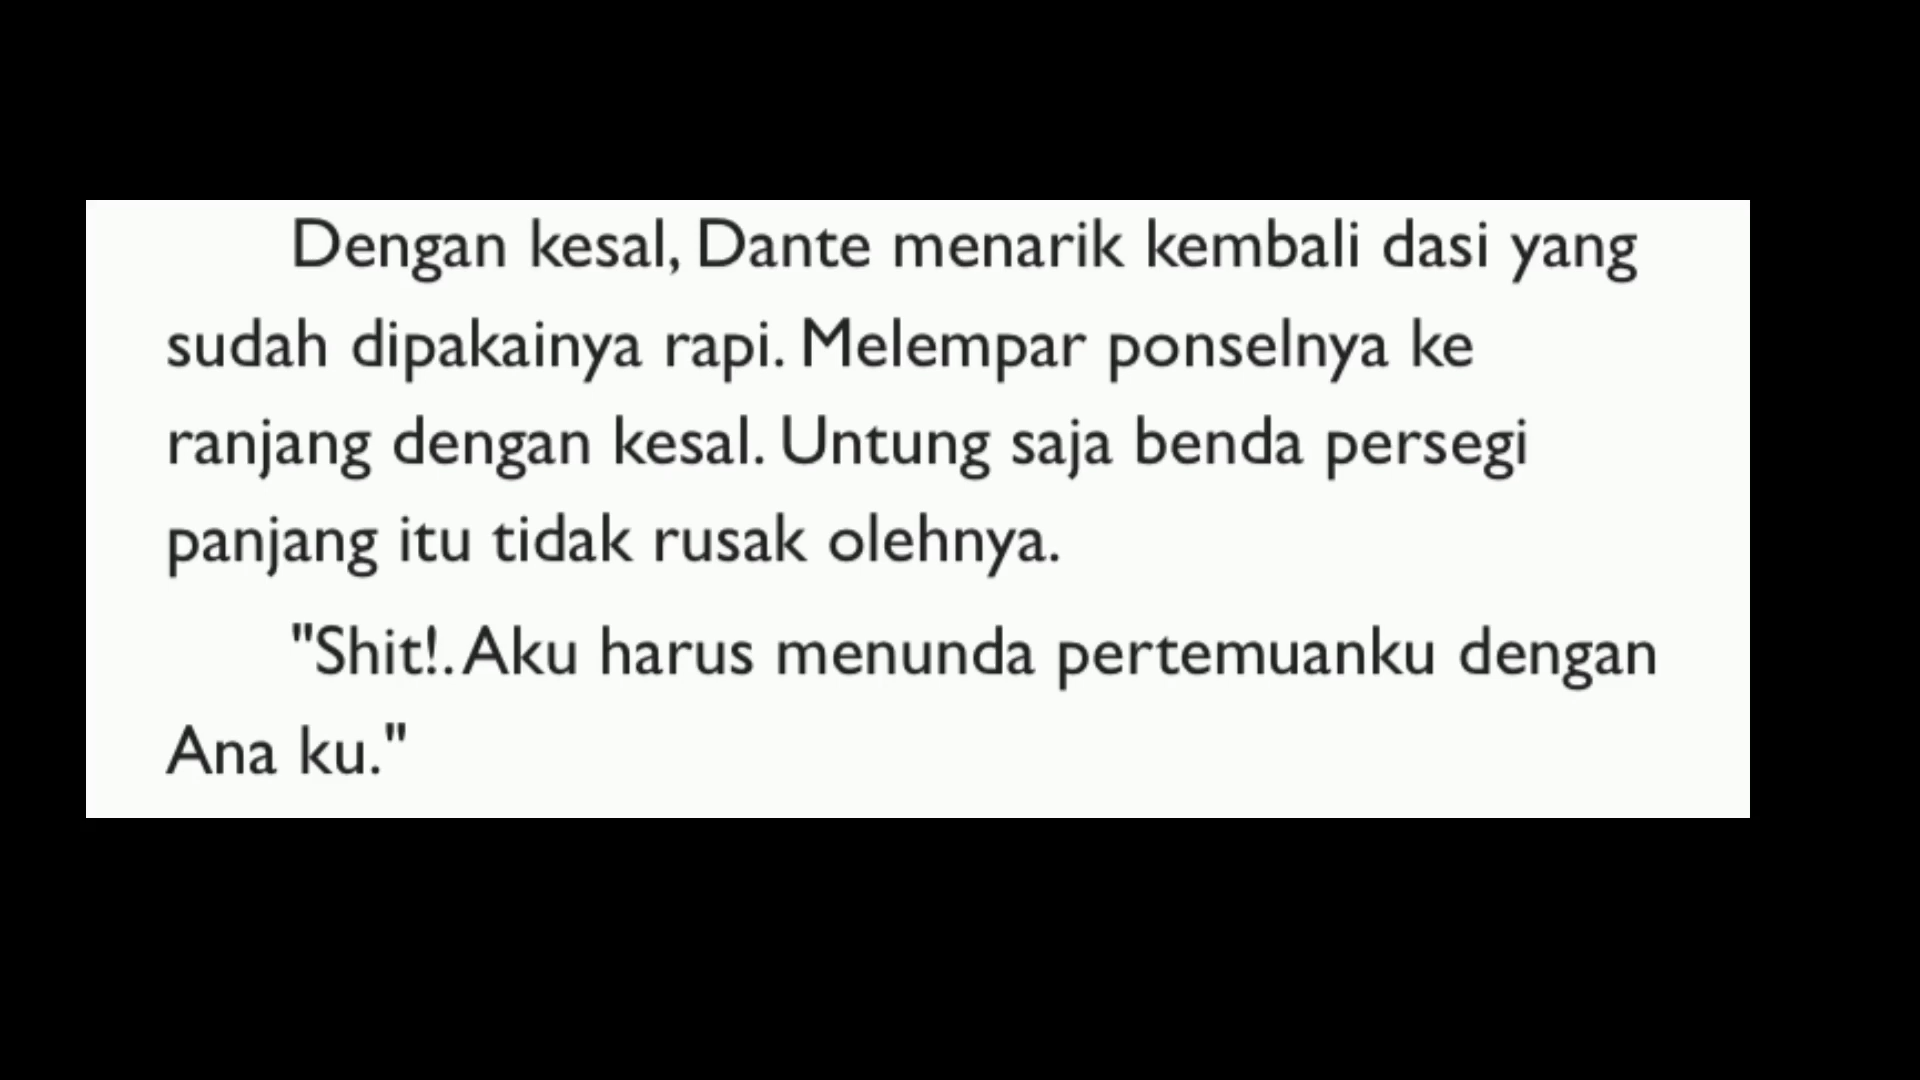 Dengan kesal, Dante menarik kembali dasi yang
sudah dipakainya rapi. Melempar ponselnya ke
ranjang dengan kesal. Untung saja benda persegi
panjang itu tidak rusak olehnya.
"Shit!. Aku harus menunda pertemuanku dengan
Ana ku."